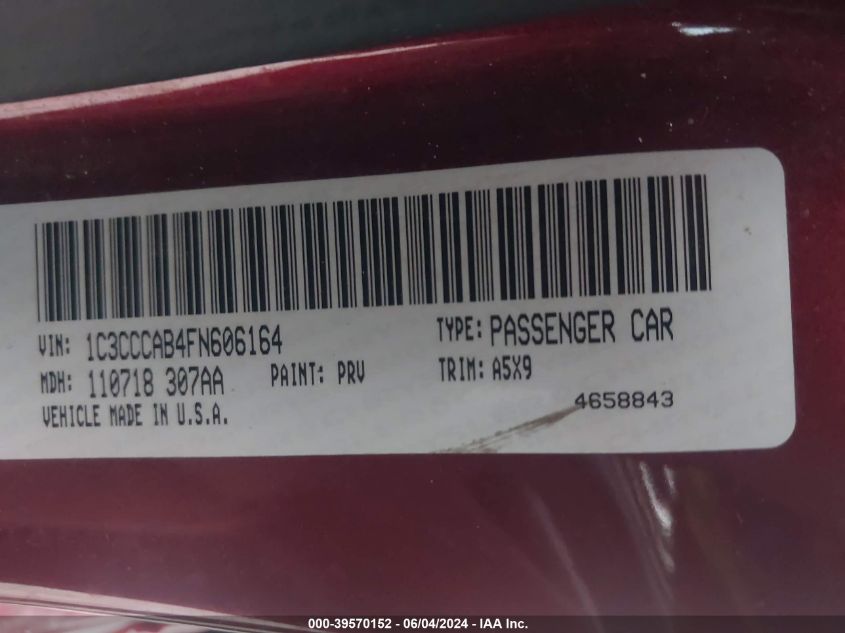 VIN: 1C3CCCAB4FN606164 TYPE: PASSENGER CAR
MDH: 110718 307AA PAINT: PRV TRIM: A5X9
VEHICLE MADE IN U.S.A. 4658843
000-39570152 - 06/04/2024 - IAA Inc.